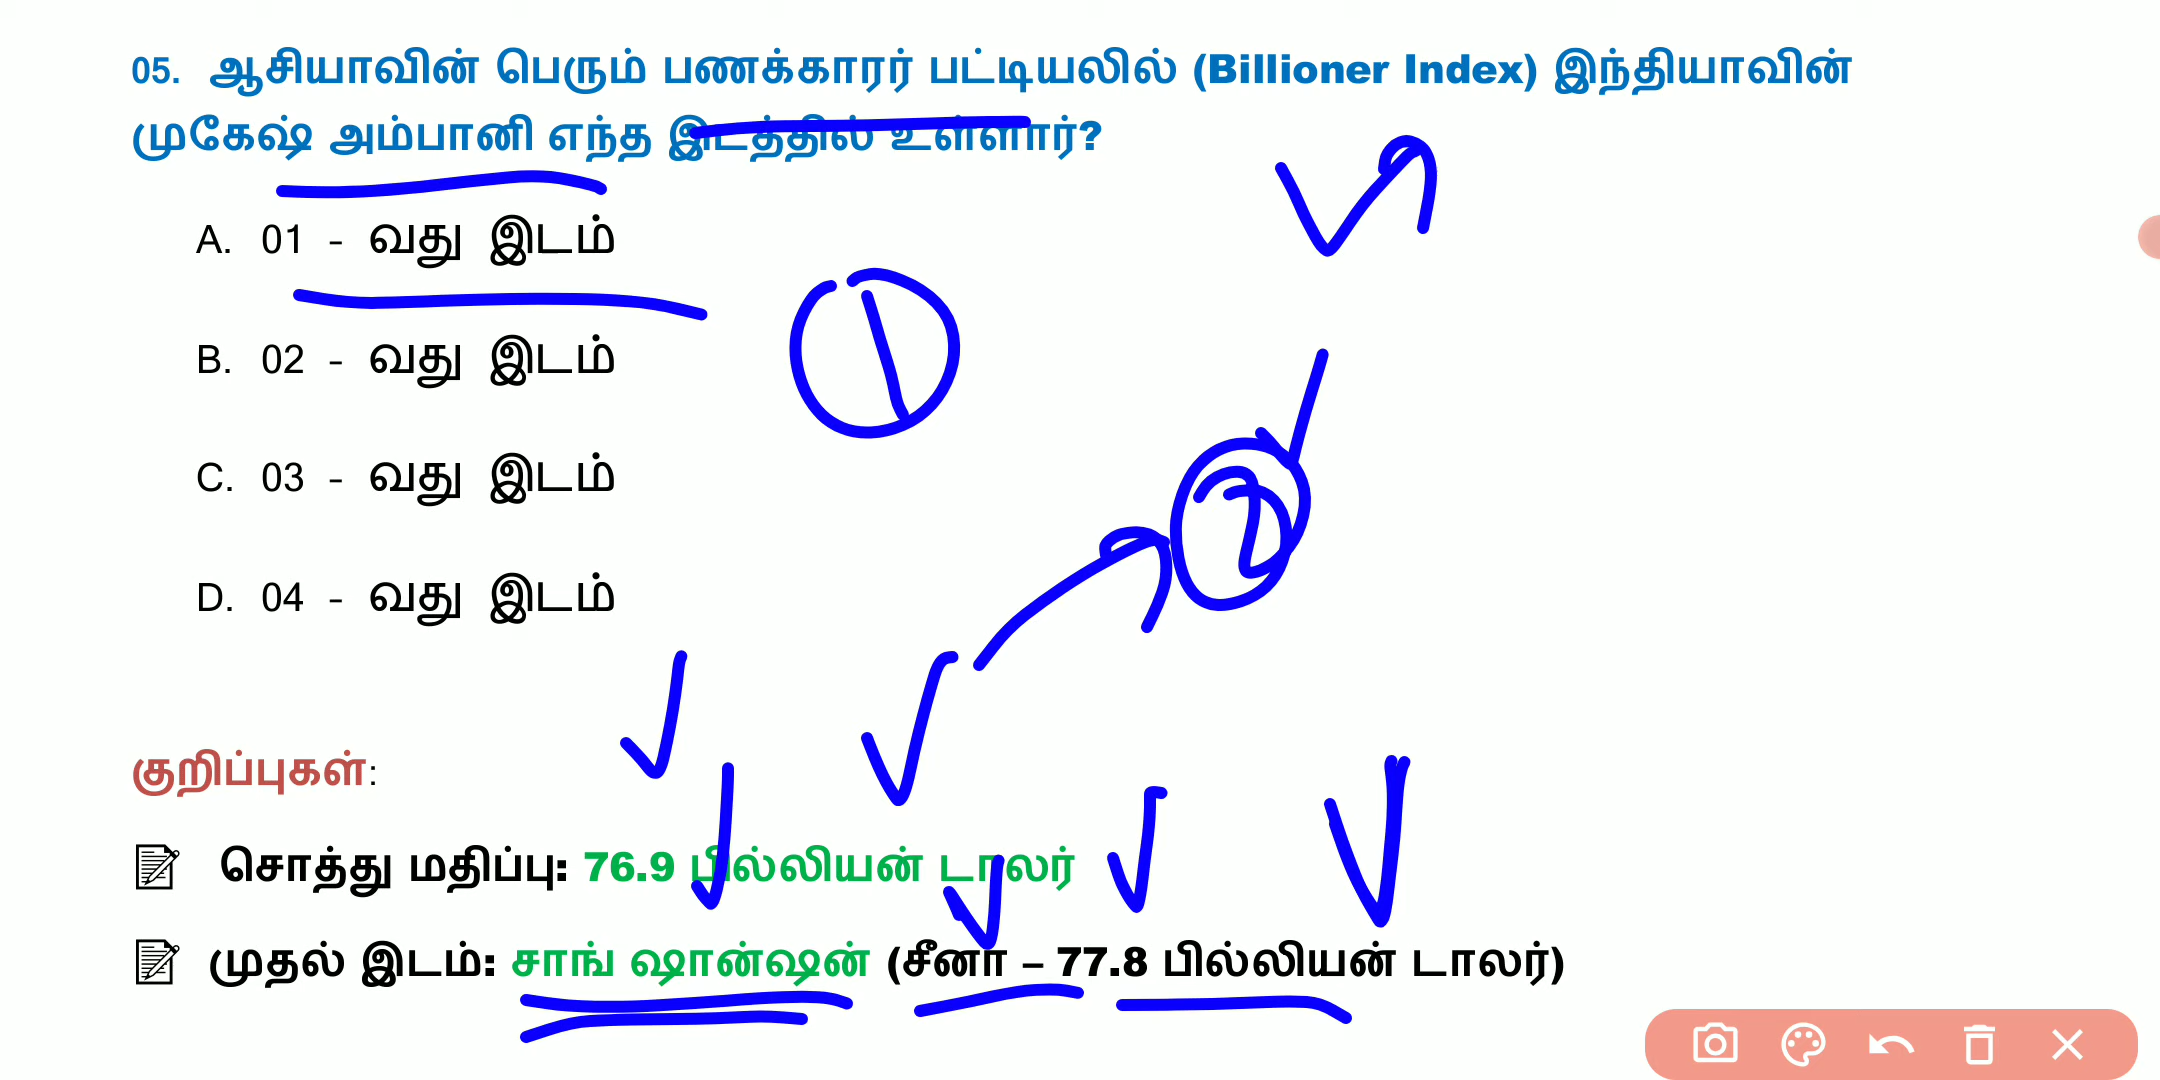 05. ஆசியாவின் பெரும் பணக்காரர் பட்டியலில் (Billioner Index) இந்தியாவின்
முகேஷ் அம்பானி எந்த இடத்தில் உள்ளார்?
A. 01 - வது இடம்
B. 02 - வது இடம்
C. 03 - வது இடம்
D. 04 - வது இடம்
1
2
குறிப்புகள்:
சொத்து மதிப்பு: 76.9 பில்லியன் டாலர்
முதல் இடம்: சாங் ஷான்ஷன் (சீனா – 77.8 பில்லியன் டாலர்)